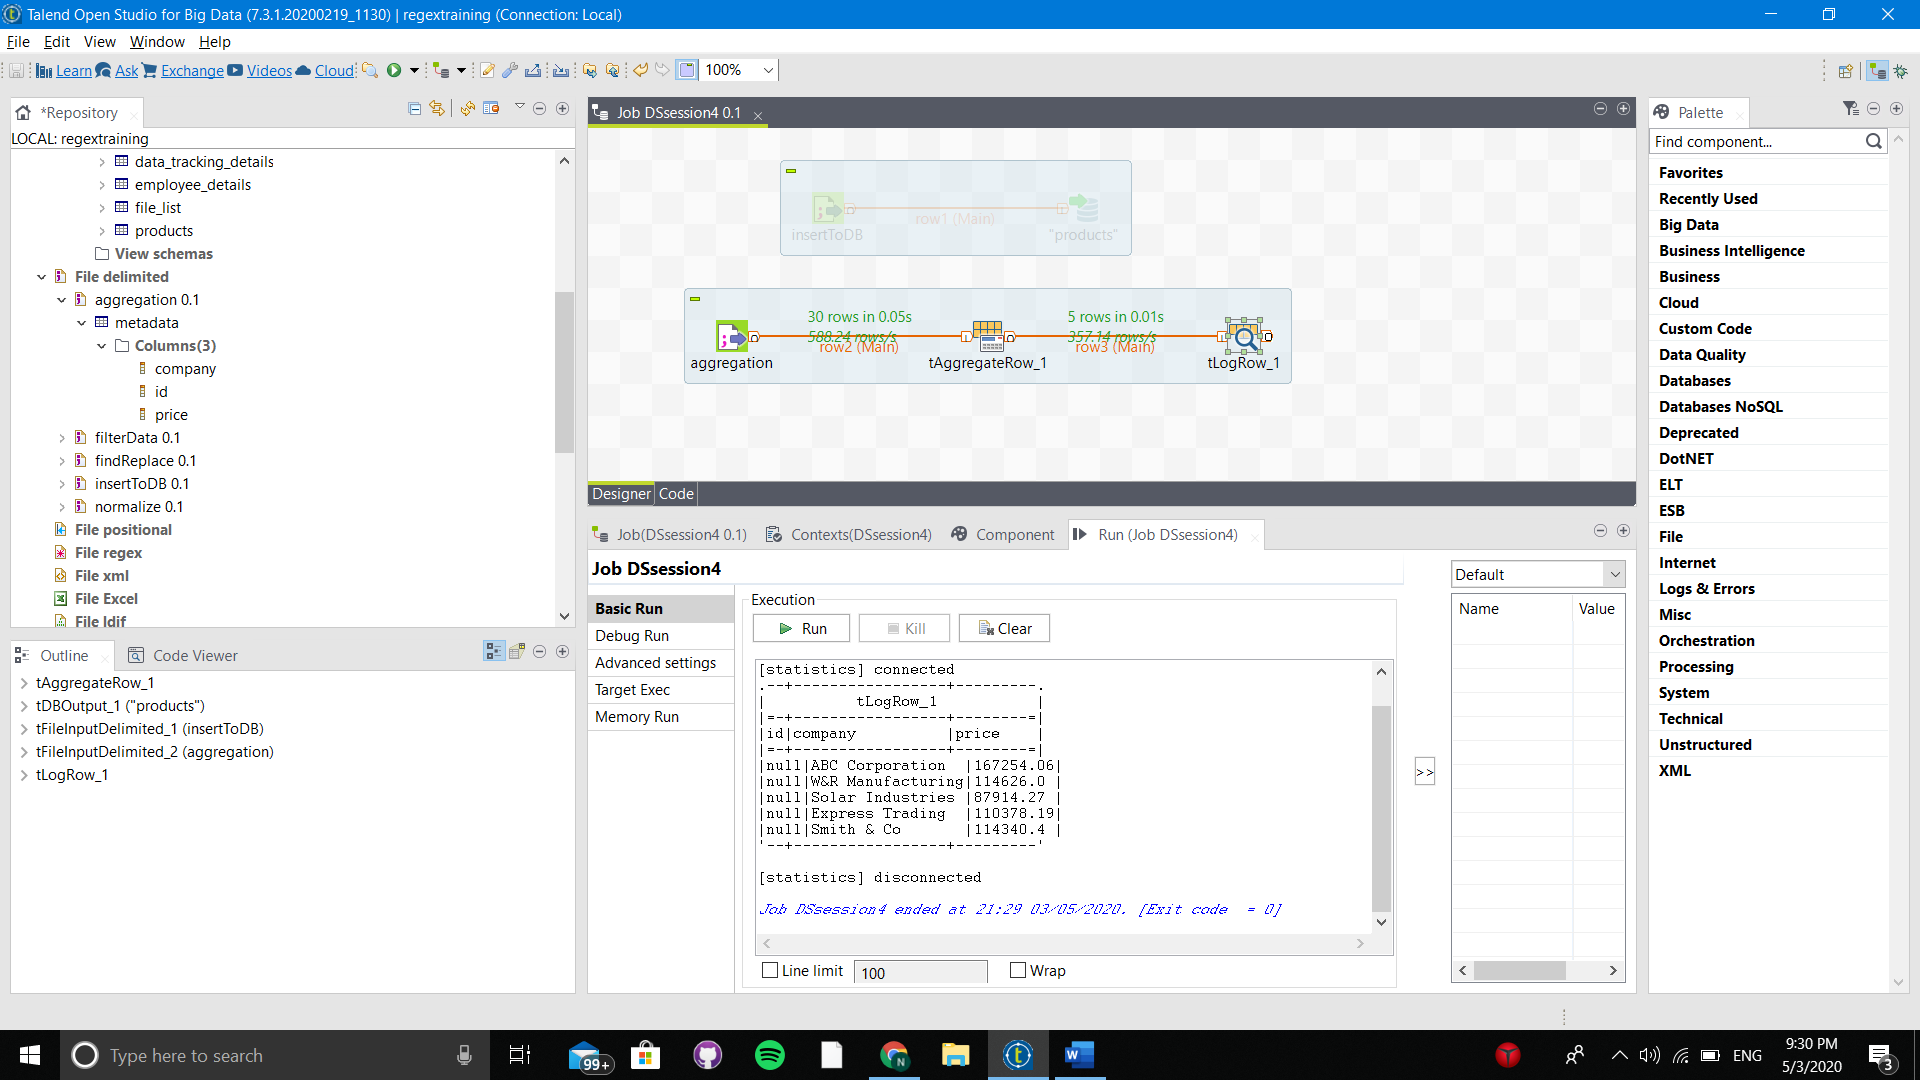 Talend Open Studio for Big Data (7.3.1.20200219_1130) | regextraining (Connection: Local)
File Edit View Window Help
Learn Ask Exchange Videos Cloud 100%
*Repository
LOCAL: regextraining
data_tracking_details
employee_details
file_list
products
View schemas
File delimited
aggregation 0.1
metadata
Columns(3)
company
id
price
filterData 0.1
findReplace 0.1
insertToDB 0.1
normalize 0.1
File positional
File regex
File xml
File Excel
File ldif
Outline Code Viewer
tAggregateRow_1
tDBOutput_1 ("products")
tFileInputDelimited_1 (insertToDB)
tFileInputDelimited_2 (aggregation)
tLogRow_1
Job DSsession4 0.1
row1 (Main)
insertToDB "products"
30 rows in 0.05s 5 rows in 0.01s
588.24 rows/s 357.14 rows/s
row2 (Main) row3 (Main)
aggregation tAggregateRow_1 tLogRow_1
Designer Code
Job(DSsession4 0.1) Contexts(DSsession4) Component Run (Job DSsession4)
Job DSsession4
Basic Run
Debug Run
Advanced settings
Target Exec
Memory Run
Execution
Run Kill Clear
[statistics] connected
.--+-----------------+---------.
| tLogRow_1 |
|=-+-----------------+--------=|
|id|company |price |
|=-+-----------------+--------=|
|null|ABC Corporation |167254.06|
|null|W&R Manufacturing|114626.0 |
|null|Solar Industries |87914.27 |
|null|Express Trading |110378.19|
|null|Smith & Co |114340.4 |
'--+-----------------+---------'
[statistics] disconnected
Job DSsession4 ended at 21:29 03/05/2020. [Exit code = 0]
Line limit 100 Wrap
>>
Default
Name Value
Palette
Find component...
Favorites
Recently Used
Big Data
Business Intelligence
Business
Cloud
Custom Code
Data Quality
Databases
Databases NoSQL
Deprecated
DotNET
ELT
ESB
File
Internet
Logs & Errors
Misc
Orchestration
Processing
System
Technical
Unstructured
XML
Type here to search
99+
N
W
ENG
9:30 PM
5/3/2020
3